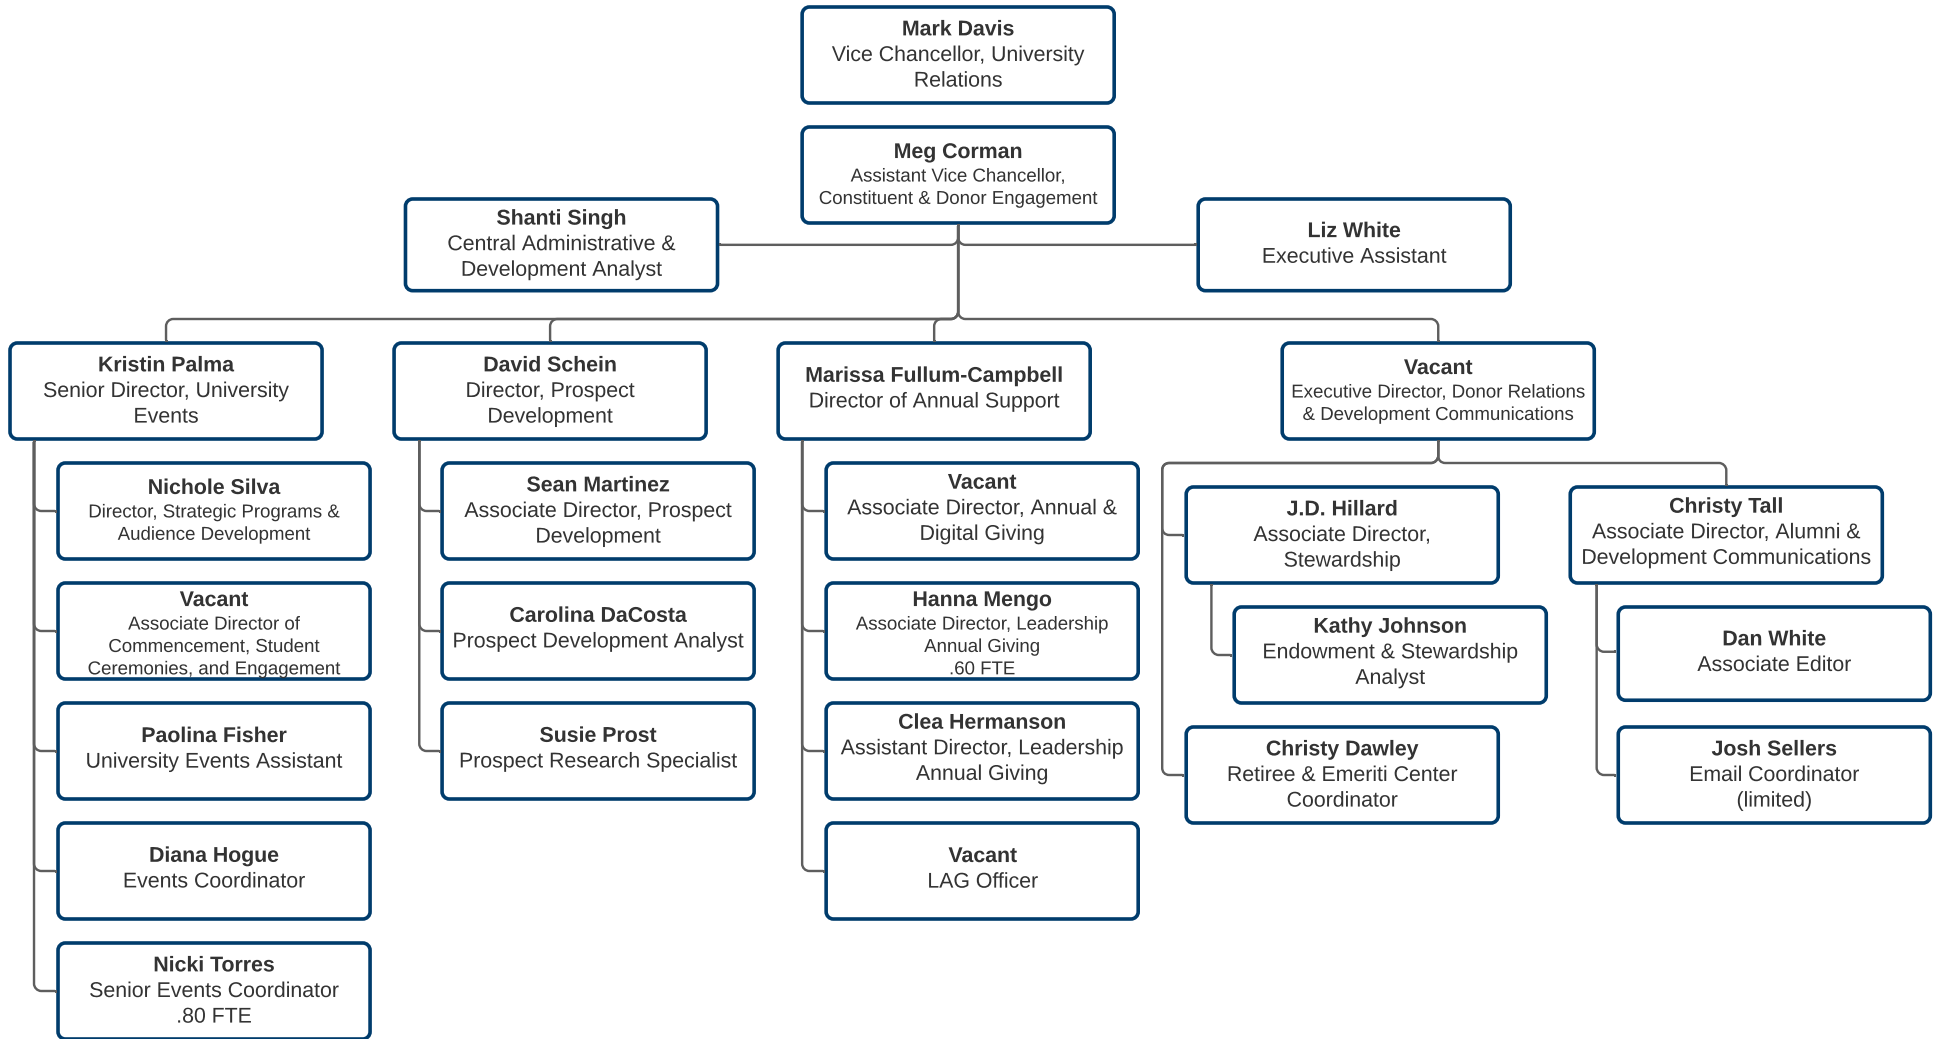 Mark Davis
Vice Chancellor, University
Relations
Meg Corman
Assistant Vice Chancellor,
Constituent & Donor Engagement
Shanti Singh
Central Administrative &
Development Analyst
Liz White
Executive Assistant
Kristin Palma
Senior Director, University
Events
David Schein
Director, Prospect
Development
Marissa Fullum-Campbell
Director of Annual Support
Vacant
Executive Director, Donor Relations
& Development Communications
Nichole Silva
Director, Strategic Programs &
Audience Development
Vacant
Associate Director of
Commencement, Student
Ceremonies, and Engagement
Paolina Fisher
University Events Assistant
Diana Hogue
Events Coordinator
Nicki Torres
Senior Events Coordinator
.80 FTE
Sean Martinez
Associate Director, Prospect
Development
Carolina DaCosta
Prospect Development Analyst
Susie Prost
Prospect Research Specialist
Vacant
Associate Director, Annual &
Digital Giving
Hanna Mengo
Associate Director, Leadership
Annual Giving
.60 FTE
Clea Hermanson
Assistant Director, Leadership
Annual Giving
Vacant
LAG Officer
J.D. Hillard
Associate Director,
Stewardship
Kathy Johnson
Endowment & Stewardship
Analyst
Christy Dawley
Retiree & Emeriti Center
Coordinator
Christy Tall
Associate Director, Alumni &
Development Communications
Dan White
Associate Editor
Josh Sellers
Email Coordinator
(limited)